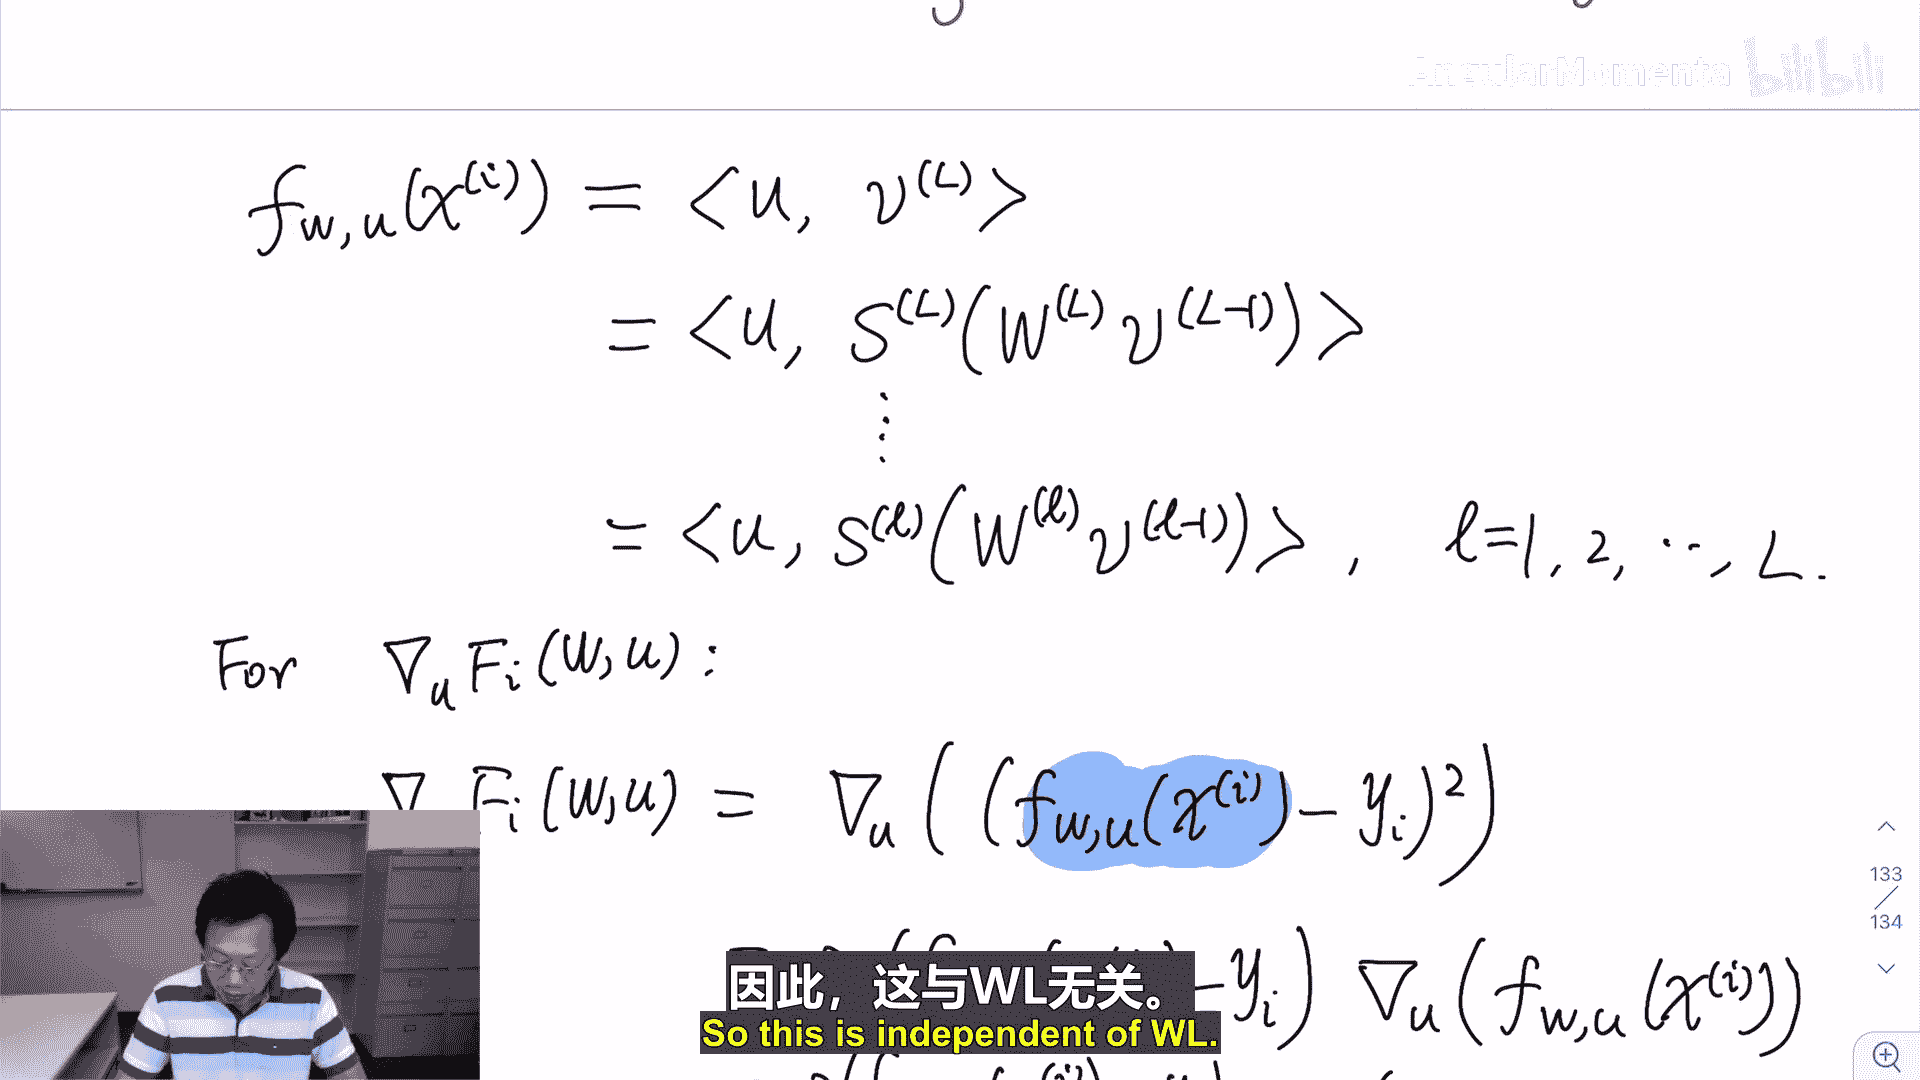 AngularMomenta bilibili
f_{w,u}(x^{(i)}) = <u, v^{(L)}>
= <u, S^{(L)}(W^{(L)} v^{(L-1)})>
⋮
= <u, S^{(ℓ)}(W^{(ℓ)} v^{(ℓ-1)})>, ℓ=1, 2, ⋯, L.
For ∇_u F_i(W,u):
F_i(W,u) = ∇_u((f_{w,u}(x^{(i)}) - y_i)^2)
- y_i) ∇_u(f_{w,u}(x^{(i)}))
因此，这与WL无关。
So this is independent of WL.
133
134